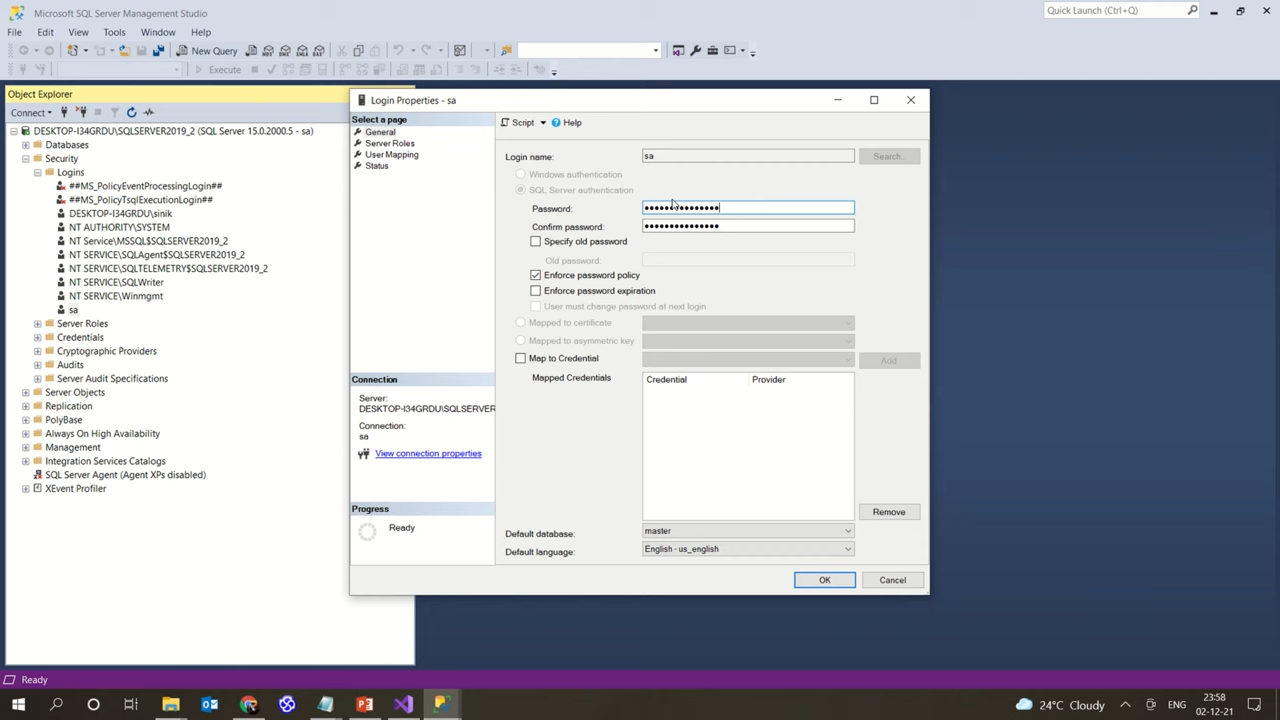 Microsoft SQL Server Management Studio
Quick Launch (Ctrl+Q)
File Edit View Tools Window Help
New Query
Execute
Object Explorer
Connect
DESKTOP-I34GRDU\SQLSERVER2019_2 (SQL Server 15.0.2000.5 - sa)
Databases
Security
Logins
##MS_PolicyEventProcessingLogin##
##MS_PolicyTsqlExecutionLogin##
DESKTOP-I34GRDU\sinik
NT AUTHORITY\SYSTEM
NT Service\MSSQL$SQLSERVER2019_2
NT SERVICE\SQLAgent$SQLSERVER2019_2
NT SERVICE\SQLTELEMETRY$SQLSERVER2019_2
NT SERVICE\SQLWriter
NT SERVICE\Winmgmt
sa
Server Roles
Credentials
Cryptographic Providers
Audits
Server Audit Specifications
Server Objects
Replication
PolyBase
Always On High Availability
Management
Integration Services Catalogs
SQL Server Agent (Agent XPs disabled)
XEvent Profiler
Login Properties - sa
Select a page
General
Server Roles
User Mapping
Status
Connection
Server:
DESKTOP-I34GRDU\SQLSERVER
Connection:
sa
View connection properties
Progress
Ready
Script Help
Login name: sa Search...
Windows authentication
SQL Server authentication
Password: •••••••••••••••
Confirm password: •••••••••••••••
Specify old password
Old password:
Enforce password policy
Enforce password expiration
User must change password at next login
Mapped to certificate
Mapped to asymmetric key
Map to Credential Add
Mapped Credentials Credential Provider
Remove
Default database: master
Default language: English - us_english
OK Cancel
Ready
24°C Cloudy ENG 23:58
02-12-21